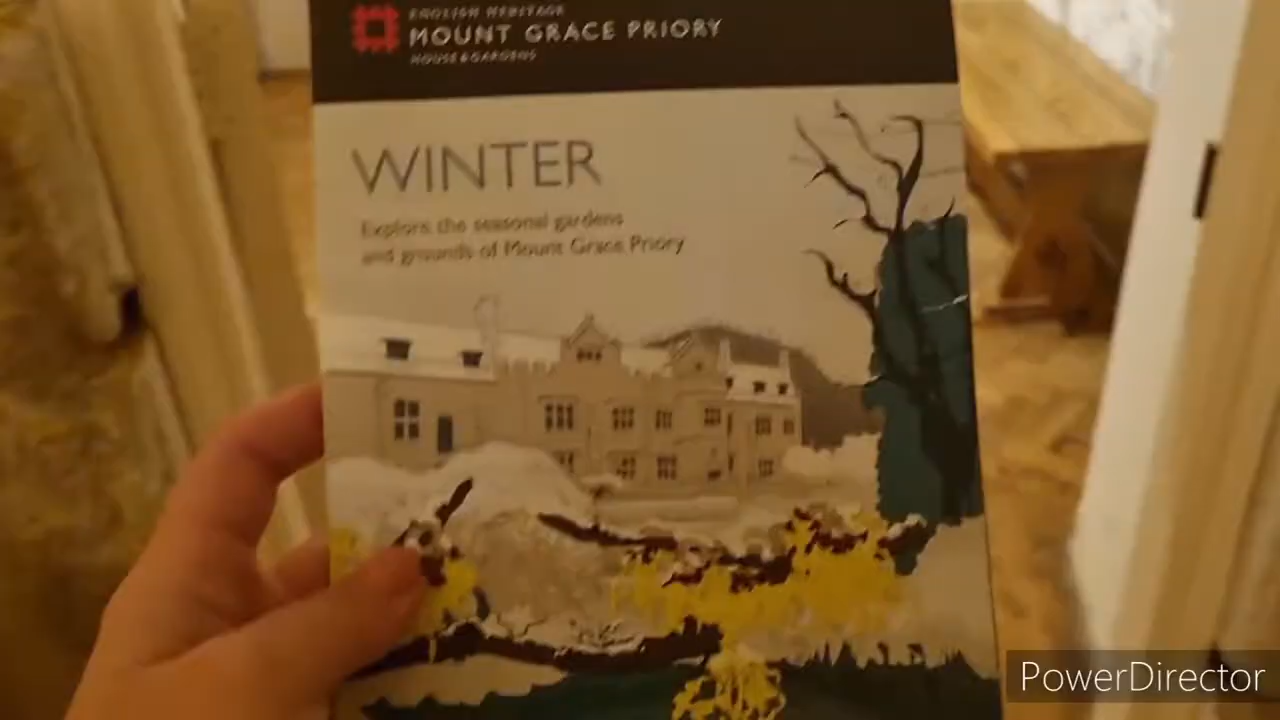 ENGLISH HERITAGE
MOUNT GRACE PRIORY
HOUSE & GARDENS
WINTER
Explore the seasonal gardens
and grounds of Mount Grace Priory
PowerDirector